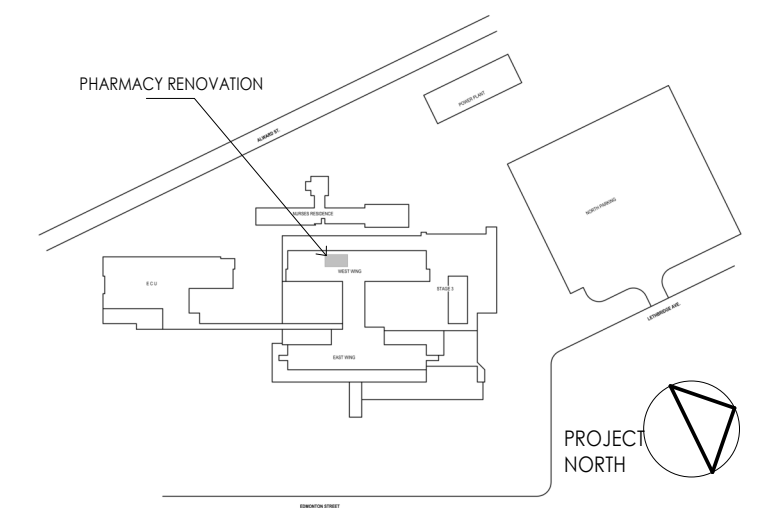 PHARMACY RENOVATION
POWER PLANT
ALWARD ST.
NURSES RESIDENCE
NORTH PARKING
WEST WING
E C U
STAGE 3
LETHBRIDGE AVE.
EAST WING
PROJECT
NORTH
EDMONTON STREET